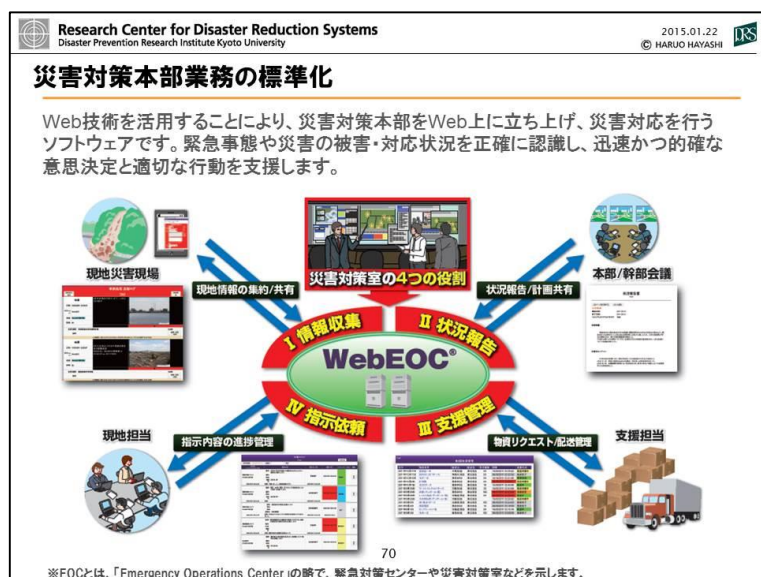 Research Center for Disaster Reduction Systems
Disaster Prevention Research Institute Kyoto University
2015.01.22
© HARUO HAYASHI
DRS
災害対策本部業務の標準化
Web技術を活用することにより、災害対策本部をWeb上に立ち上げ、災害対応を行う
ソフトウェアです。緊急事態や災害の被害・対応状況を正確に認識し、迅速かつ的確な
意思決定と適切な行動を支援します。
現地災害現場
災害対策室の4つの役割
本部/幹部会議
現地情報の集約/共有
状況報告/計画共有
I 情報収集
II 状況報告
WebEOC®
IV 指示依頼
III 支援管理
現地担当
指示内容の進捗管理
物資リクエスト/配送管理
支援担当
70
※EOCとは、「Emergency Operations Center」の略で、緊急対策センターや災害対策室などを示します。